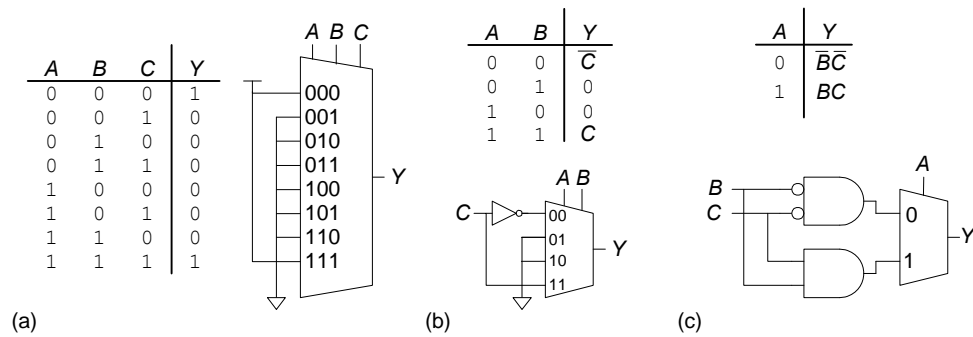 A B C Y
0 0 0 1
0 0 1 0
0 1 0 0
0 1 1 0
1 0 0 0
1 0 1 0
1 1 0 0
1 1 1 1
A B C
000
001
010
011
100
101
110
111
Y
(a)
A B Y
0 0 C̅
0 1 0
1 0 0
1 1 C
A B
C
00
01
10
11
Y
(b)
A Y
0 B̅C̅
1 BC
A
B
C
0
1
Y
(c)